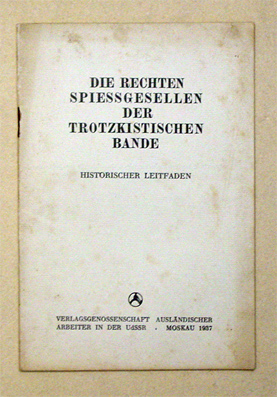 DIE RECHTEN
SPIESSGESELLEN
DER
TROTZKISTISCHEN
BANDE
HISTORISCHER LEITFADEN
VERLAGSGENOSSENSCHAFT AUSLÄNDISCHER
ARBEITER IN DER UdSSR . MOSKAU 1937